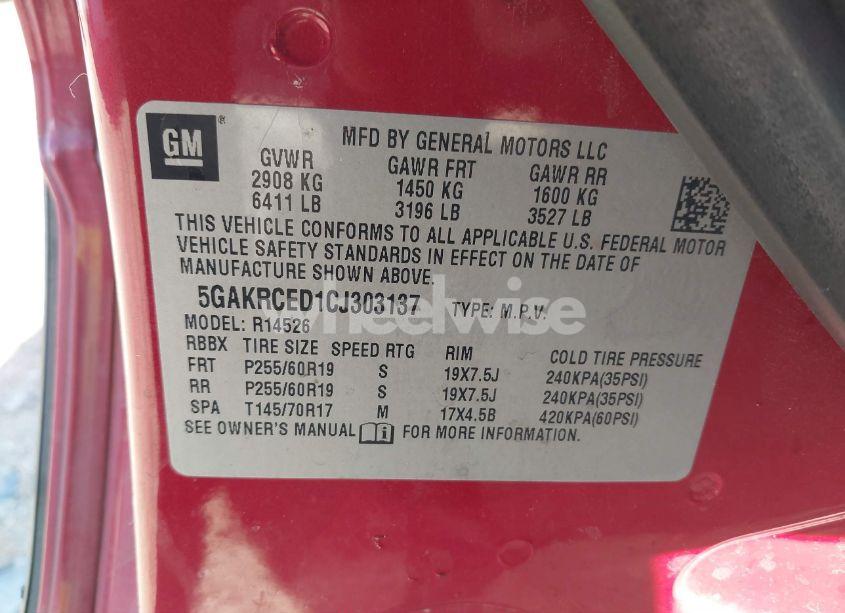 GM ®
MFD BY GENERAL MOTORS LLC
GVWR GAWR FRT GAWR RR
2908 KG 1450 KG 1600 KG
6411 LB 3196 LB 3527 LB
THIS VEHICLE CONFORMS TO ALL APPLICABLE U.S. FEDERAL MOTOR
VEHICLE SAFETY STANDARDS IN EFFECT ON THE DATE OF
MANUFACTURE SHOWN ABOVE.
5GAKRCED1CJ303137 TYPE: M.P.V.
wheelwise
MODEL: R14526
RBBX TIRE SIZE SPEED RTG RIM COLD TIRE PRESSURE
FRT P255/60R19 S 19X7.5J 240KPA(35PSI)
RR P255/60R19 S 19X7.5J 240KPA(35PSI)
SPA T145/70R17 M 17X4.5B 420KPA(60PSI)
SEE OWNER'S MANUAL i FOR MORE INFORMATION.